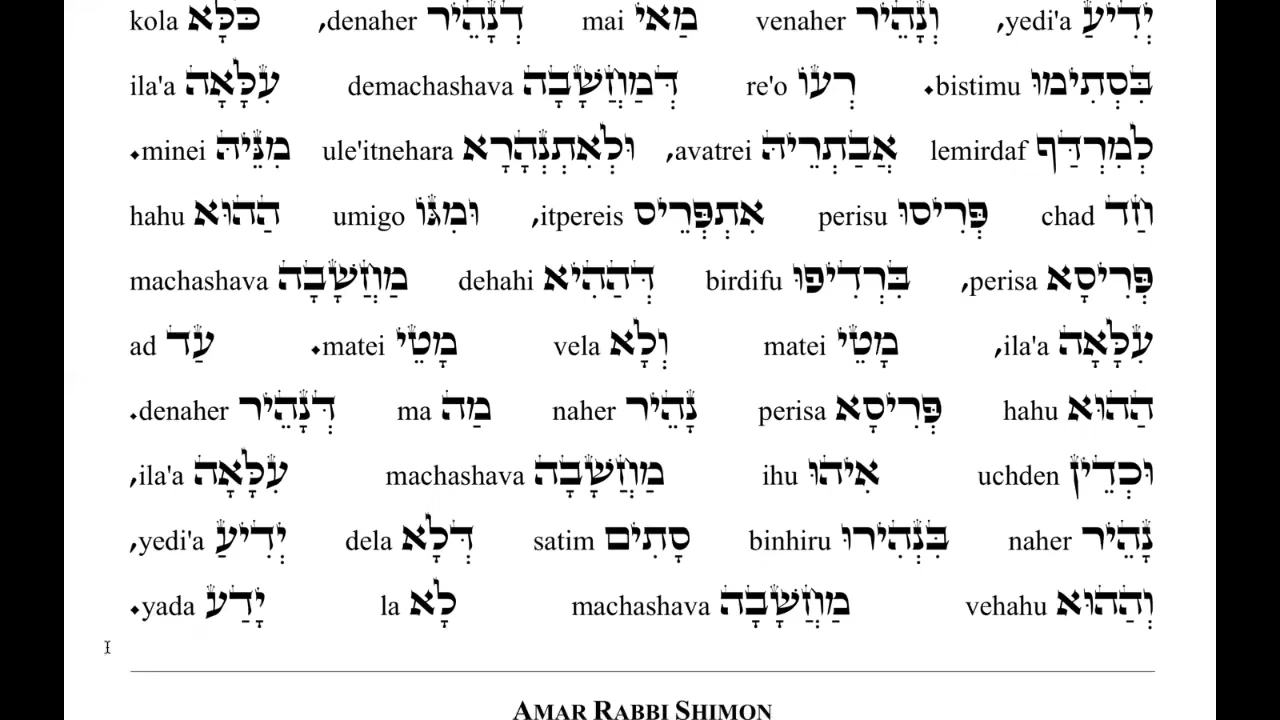 יְדִיעַ yedi'a, וְנָהֵיר venaher מַאי mai דְנָהֵיר denaher, כֹּלָּא kola
בִּסְתִימוּ bistimu. רְעוֹ re'o דְּמַחֲשָׁבָה demachashava עִלָּאָה ila'a
לְמִרְדַּף lemirdaf אֲבַתְרֵיהּ avatrei, וּלְאִתְנְהָרָא ule'itnehara מִנֵּיהּ minei.
חַד chad פְּרִיסוּ perisu אִתְפְּרֵיס itpereis, וּמִגּוֹ umigo הַהוּא hahu
פְּרִיסָא perisa, בִּרְדִיפוּ birdifu דְּהַהִיא dehahi מַחֲשָׁבָה machashava
עִלָּאָה ila'a, מָטֵי matei וְלָא vela מָטֵי matei. עַד ad
הַהוּא hahu פְּרִיסָא perisa נָהֵיר naher מַה ma דְּנָהֵיר denaher.
וּכְדֵין uchden אִיהוּ ihu מַחֲשָׁבָה machashava עִלָּאָה ila'a,
נָהֵיר naher בִּנְהִירוּ binhiru סָתִים satim דְּלָא dela יְדִיעַ yedi'a,
וְהַהוּא vehahu מַחֲשָׁבָה machashava לָא la יָדַע yada.
AMAR RABBI SHIMON